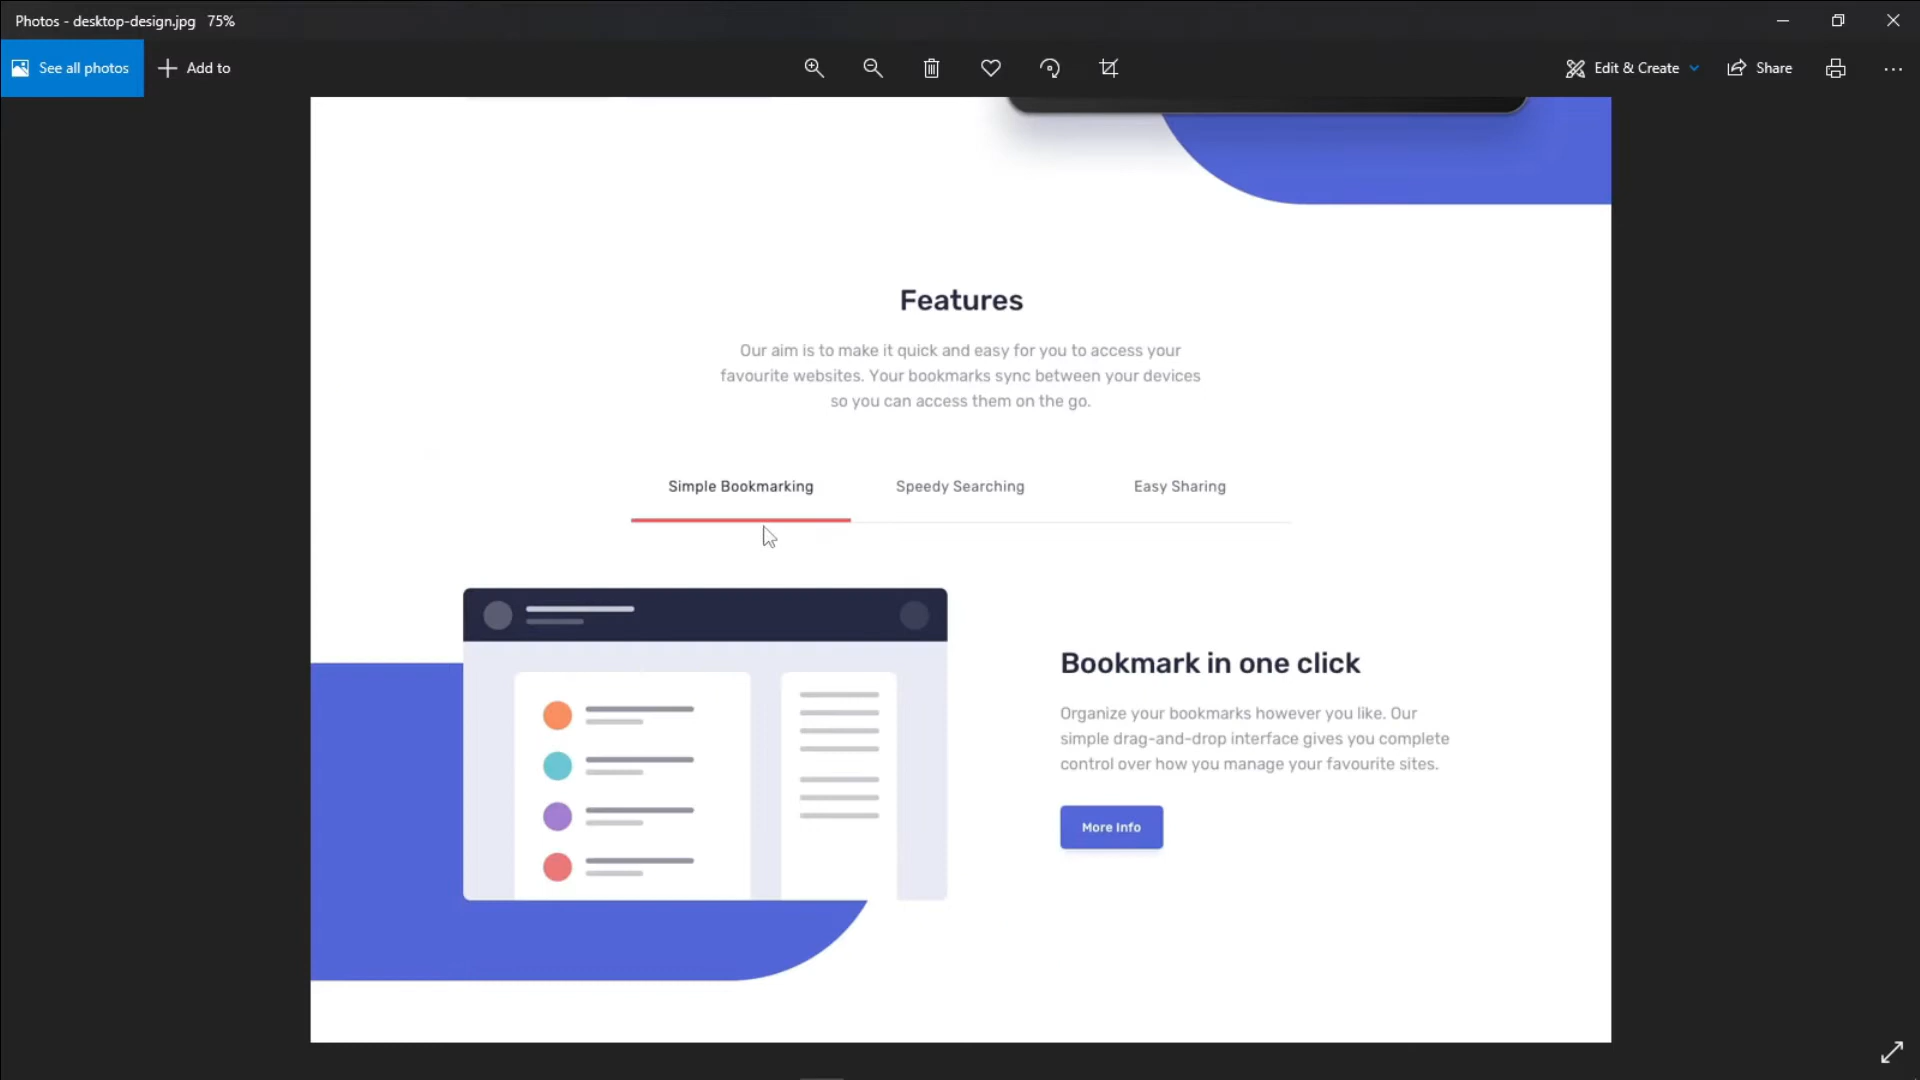 Photos - desktop-design.jpg 75%
See all photos
Add to
Edit & Create
Share
Features
Our aim is to make it quick and easy for you to access your
favourite websites. Your bookmarks sync between your devices
so you can access them on the go.
Simple Bookmarking
Speedy Searching
Easy Sharing
Bookmark in one click
Organize your bookmarks however you like. Our
simple drag-and-drop interface gives you complete
control over how you manage your favourite sites.
More Info